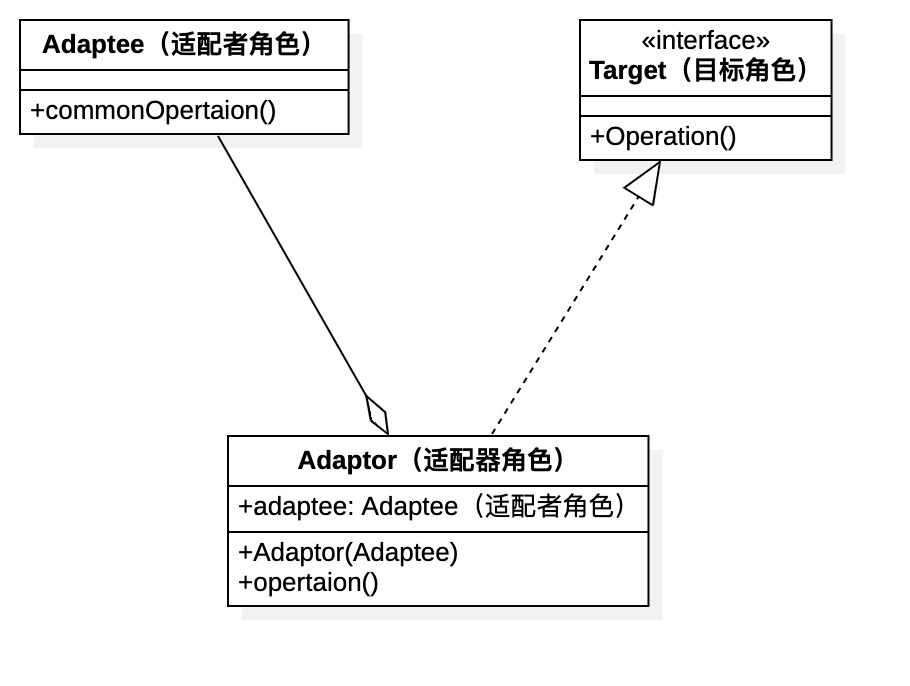 Adaptee（适配者角色）
+commonOpertaion()
«interface»
Target（目标角色）
+Operation()
Adaptor（适配器角色）
+adaptee: Adaptee（适配者角色）
+Adaptor(Adaptee)
+opertaion()